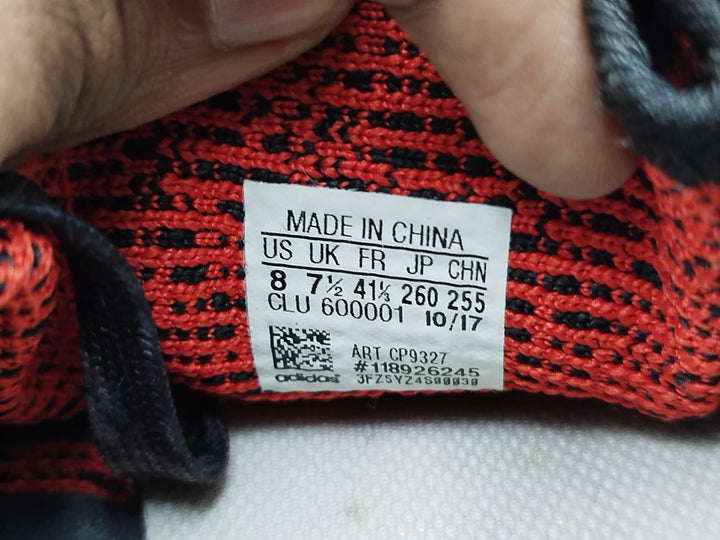 MADE IN CHINA
US UK FR JP CHN
8 7½ 41⅓ 260 255
CLU 600001 10/17
ART CP9327
#118926245
adidas 3FZSYZ4S00030